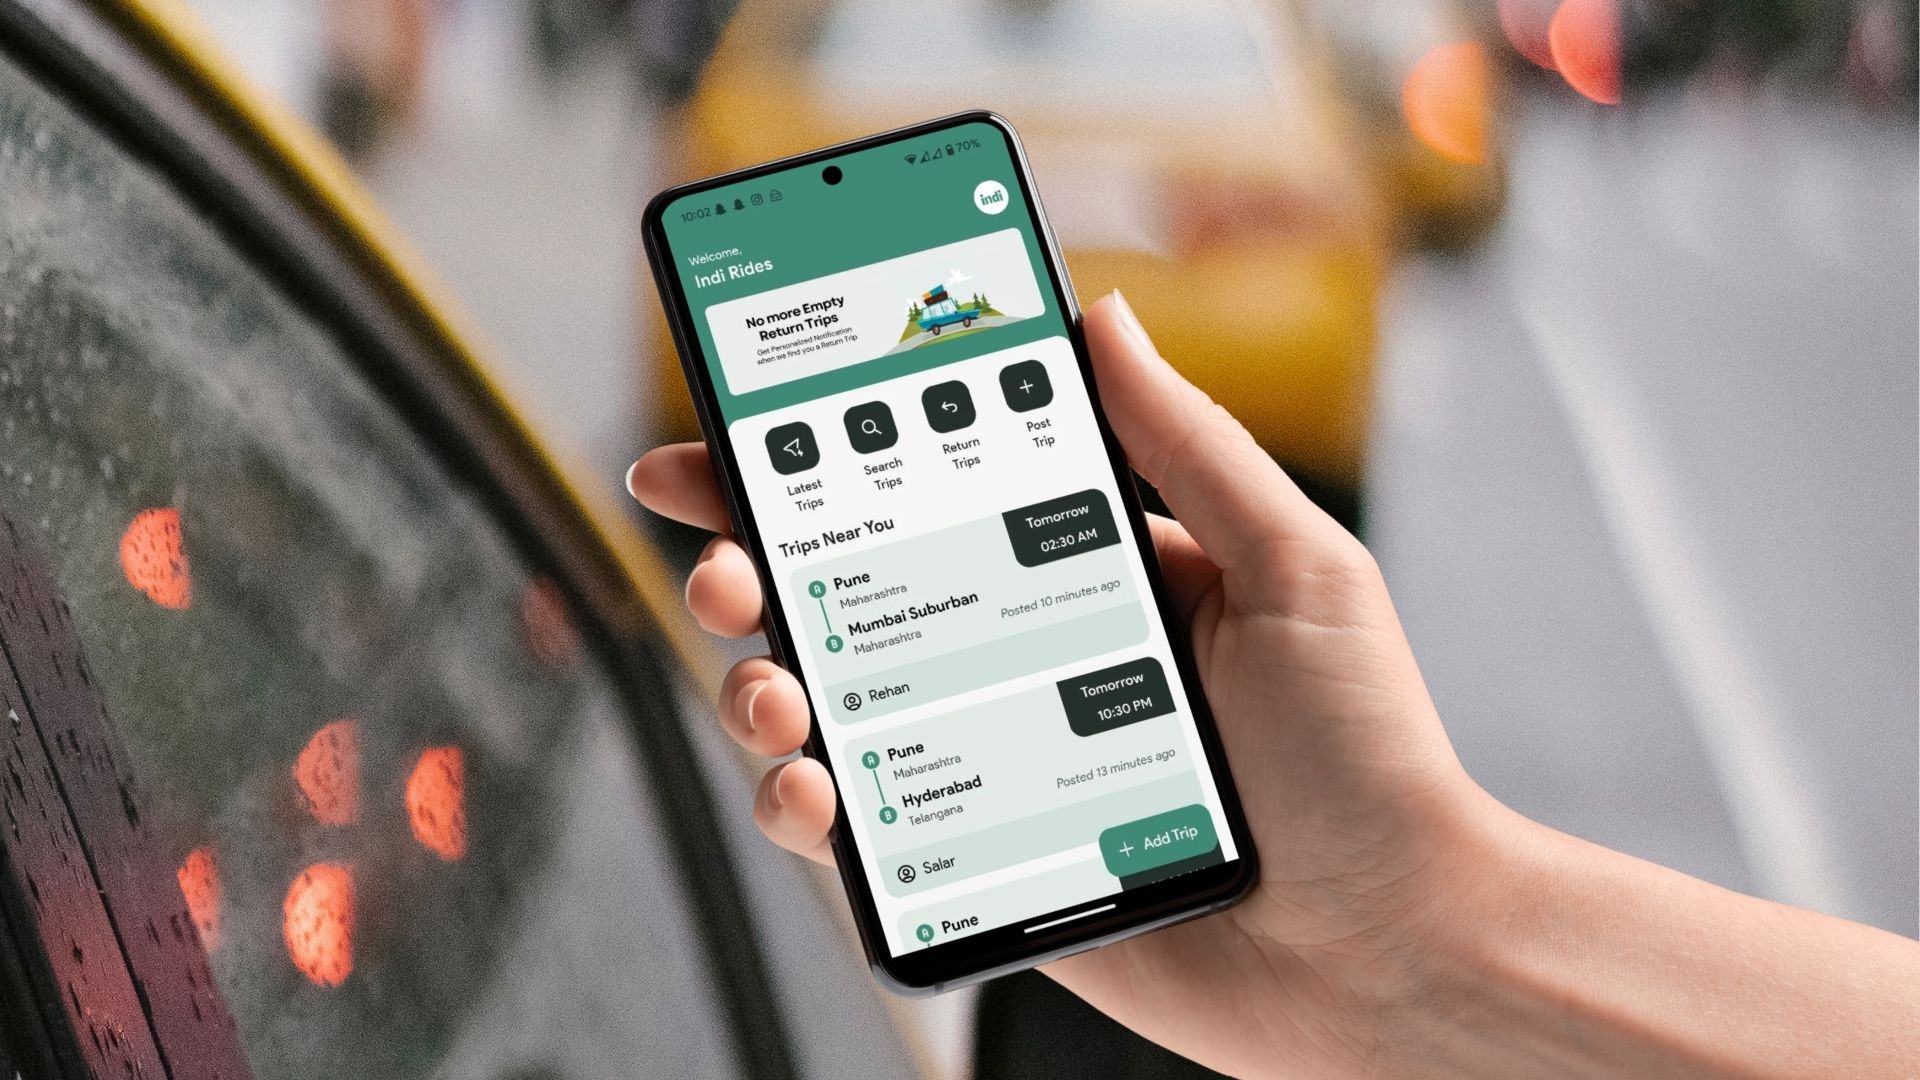 10:02
70%
indi
Welcome,
Indi Rides
No more Empty
Return Trips
Get Personalised Notification
when we find you a Return Trip
Latest
Trips
Search
Trips
Return
Trips
Post
Trip
Trips Near You
Tomorrow
02:30 AM
A
Pune
Maharashtra
B
Mumbai Suburban
Maharashtra
Posted 10 minutes ago
Rehan
Tomorrow
10:30 PM
A
Pune
Maharashtra
B
Hyderabad
Telangana
Posted 13 minutes ago
Salar
+ Add Trip
A
Pune